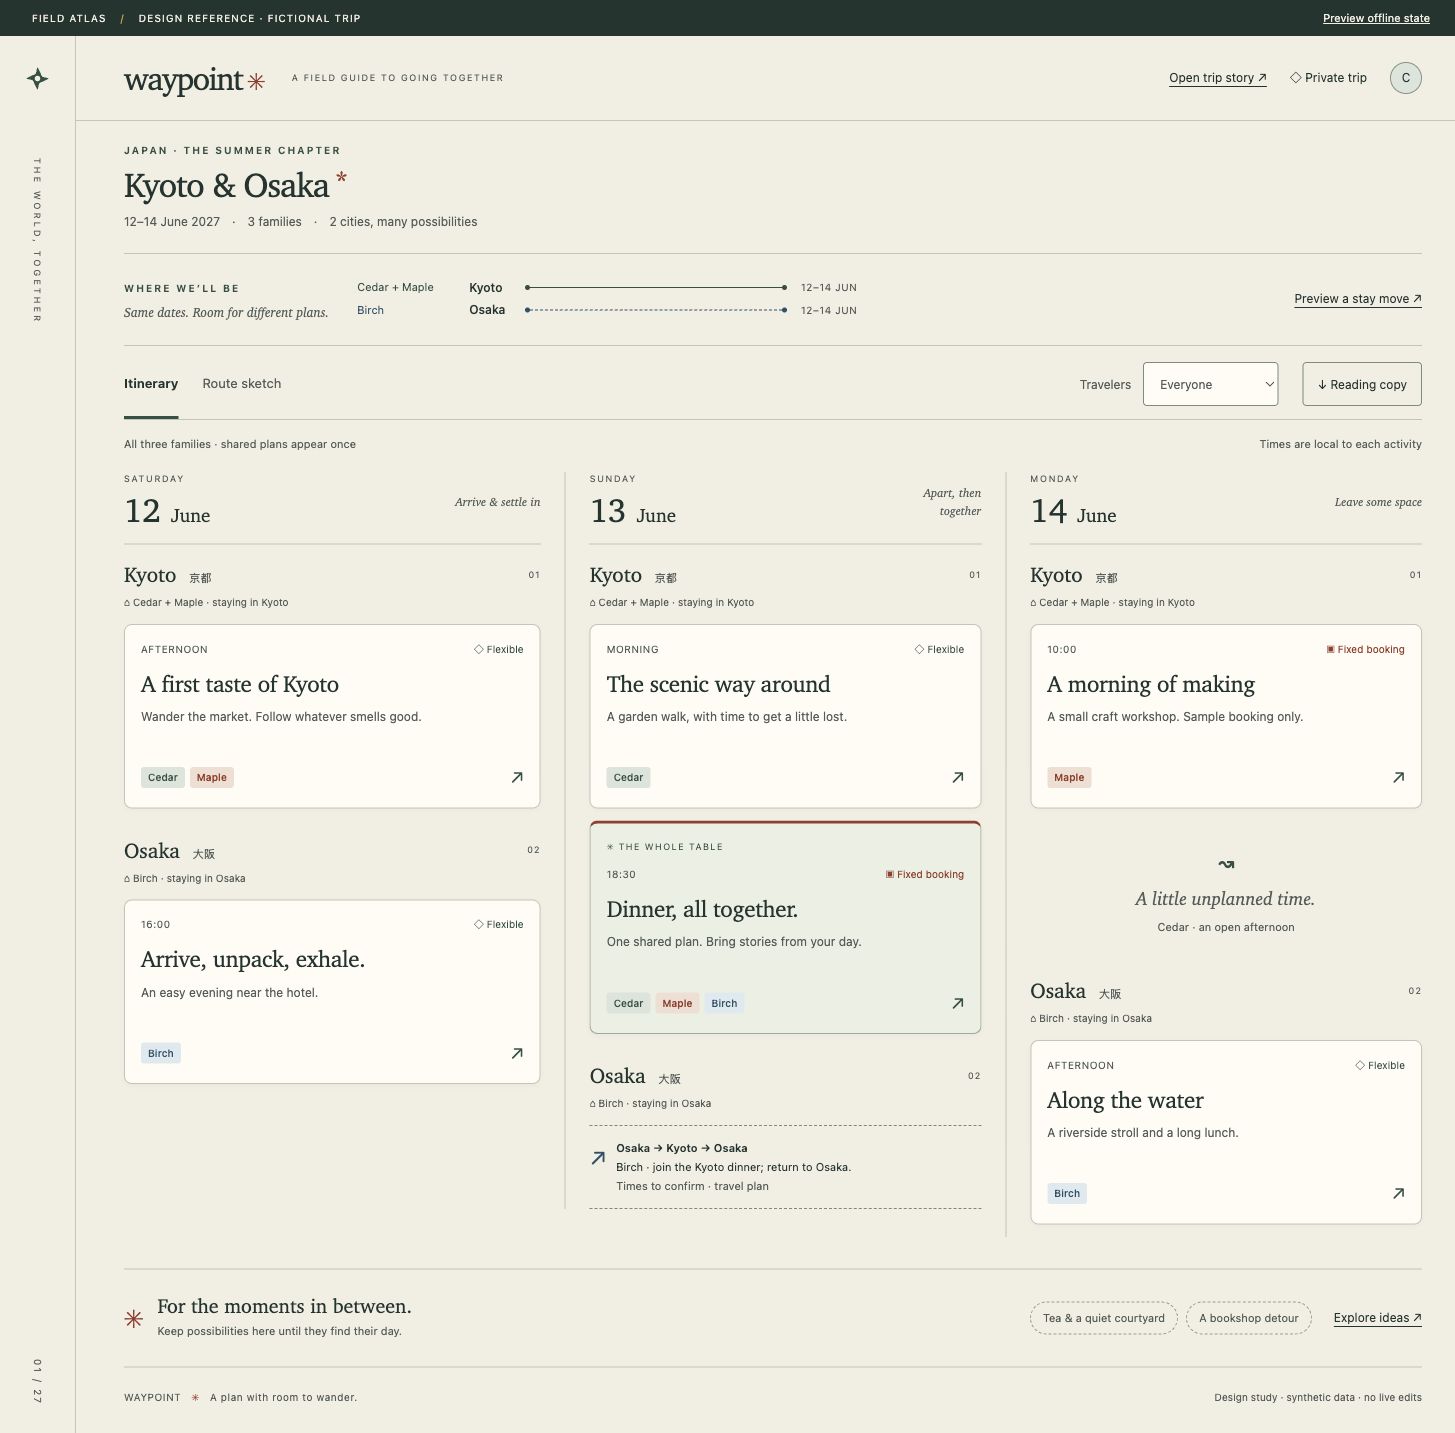 FIELD ATLAS / DESIGN REFERENCE · FICTIONAL TRIP
Preview offline state
THE WORLD, TOGETHER
01 / 27
waypoint✳
A FIELD GUIDE TO GOING TOGETHER
Open trip story ↗
◇ Private trip
C
JAPAN · THE SUMMER CHAPTER
Kyoto & Osaka *
12–14 June 2027 · 3 families · 2 cities, many possibilities
WHERE WE’LL BE
Same dates. Room for different plans.
Cedar + Maple Kyoto 12–14 JUN
Birch Osaka 12–14 JUN
Preview a stay move ↗
Itinerary
Route sketch
Travelers
Everyone
↓ Reading copy
All three families · shared plans appear once
Times are local to each activity
SATURDAY
12 June
Arrive & settle in
Kyoto 京都 01
⌂ Cedar + Maple · staying in Kyoto
AFTERNOON ◇ Flexible
A first taste of Kyoto
Wander the market. Follow whatever smells good.
Cedar Maple ↗
Osaka 大阪 02
⌂ Birch · staying in Osaka
16:00 ◇ Flexible
Arrive, unpack, exhale.
An easy evening near the hotel.
Birch ↗
SUNDAY
13 June
Apart, then
together
Kyoto 京都 01
⌂ Cedar + Maple · staying in Kyoto
MORNING ◇ Flexible
The scenic way around
A garden walk, with time to get a little lost.
Cedar ↗
✳ THE WHOLE TABLE
18:30 ▣ Fixed booking
Dinner, all together.
One shared plan. Bring stories from your day.
Cedar Maple Birch ↗
Osaka 大阪 02
⌂ Birch · staying in Osaka
↗ Osaka → Kyoto → Osaka
Birch · join the Kyoto dinner; return to Osaka.
Times to confirm · travel plan
MONDAY
14 June
Leave some space
Kyoto 京都 01
⌂ Cedar + Maple · staying in Kyoto
10:00 ▣ Fixed booking
A morning of making
A small craft workshop. Sample booking only.
Maple ↗
↝
A little unplanned time.
Cedar · an open afternoon
Osaka 大阪 02
⌂ Birch · staying in Osaka
AFTERNOON ◇ Flexible
Along the water
A riverside stroll and a long lunch.
Birch ↗
✳ For the moments in between.
Keep possibilities here until they find their day.
Tea & a quiet courtyard
A bookshop detour
Explore ideas ↗
WAYPOINT ✳ A plan with room to wander.
Design study · synthetic data · no live edits